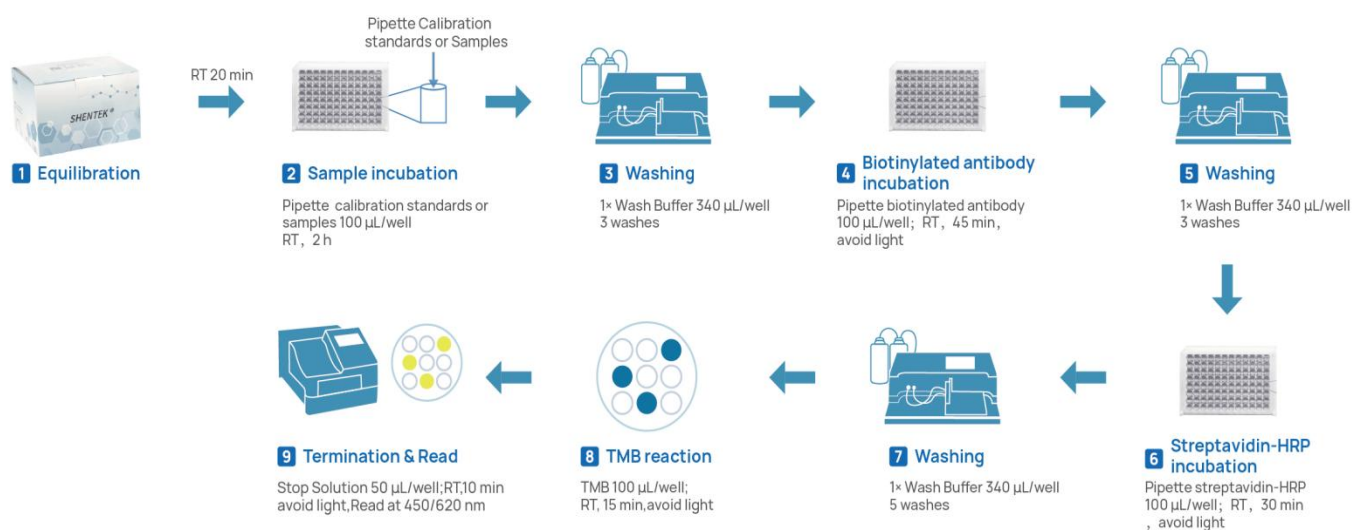 Pipette Calibration
standards or Samples
RT 20 min
SHENTEK®
1 Equilibration
2 Sample incubation
Pipette calibration standards or
samples 100 µL/well
RT，2 h
3 Washing
1× Wash Buffer 340 µL/well
3 washes
4 Biotinylated antibody
incubation
Pipette biotinylated antibody
100 µL/well；RT，45 min，
avoid light
5 Washing
1× Wash Buffer 340 µL/well
3 washes
6 Streptavidin-HRP
incubation
Pipette streptavidin-HRP
100 µL/well；RT，30 min
，avoid light
7 Washing
1× Wash Buffer 340 µL/well
5 washes
8 TMB reaction
TMB 100 µL/well;
RT, 15 min,avoid light
9 Termination & Read
Stop Solution 50 µL/well;RT,10 min
avoid light,Read at 450/620 nm